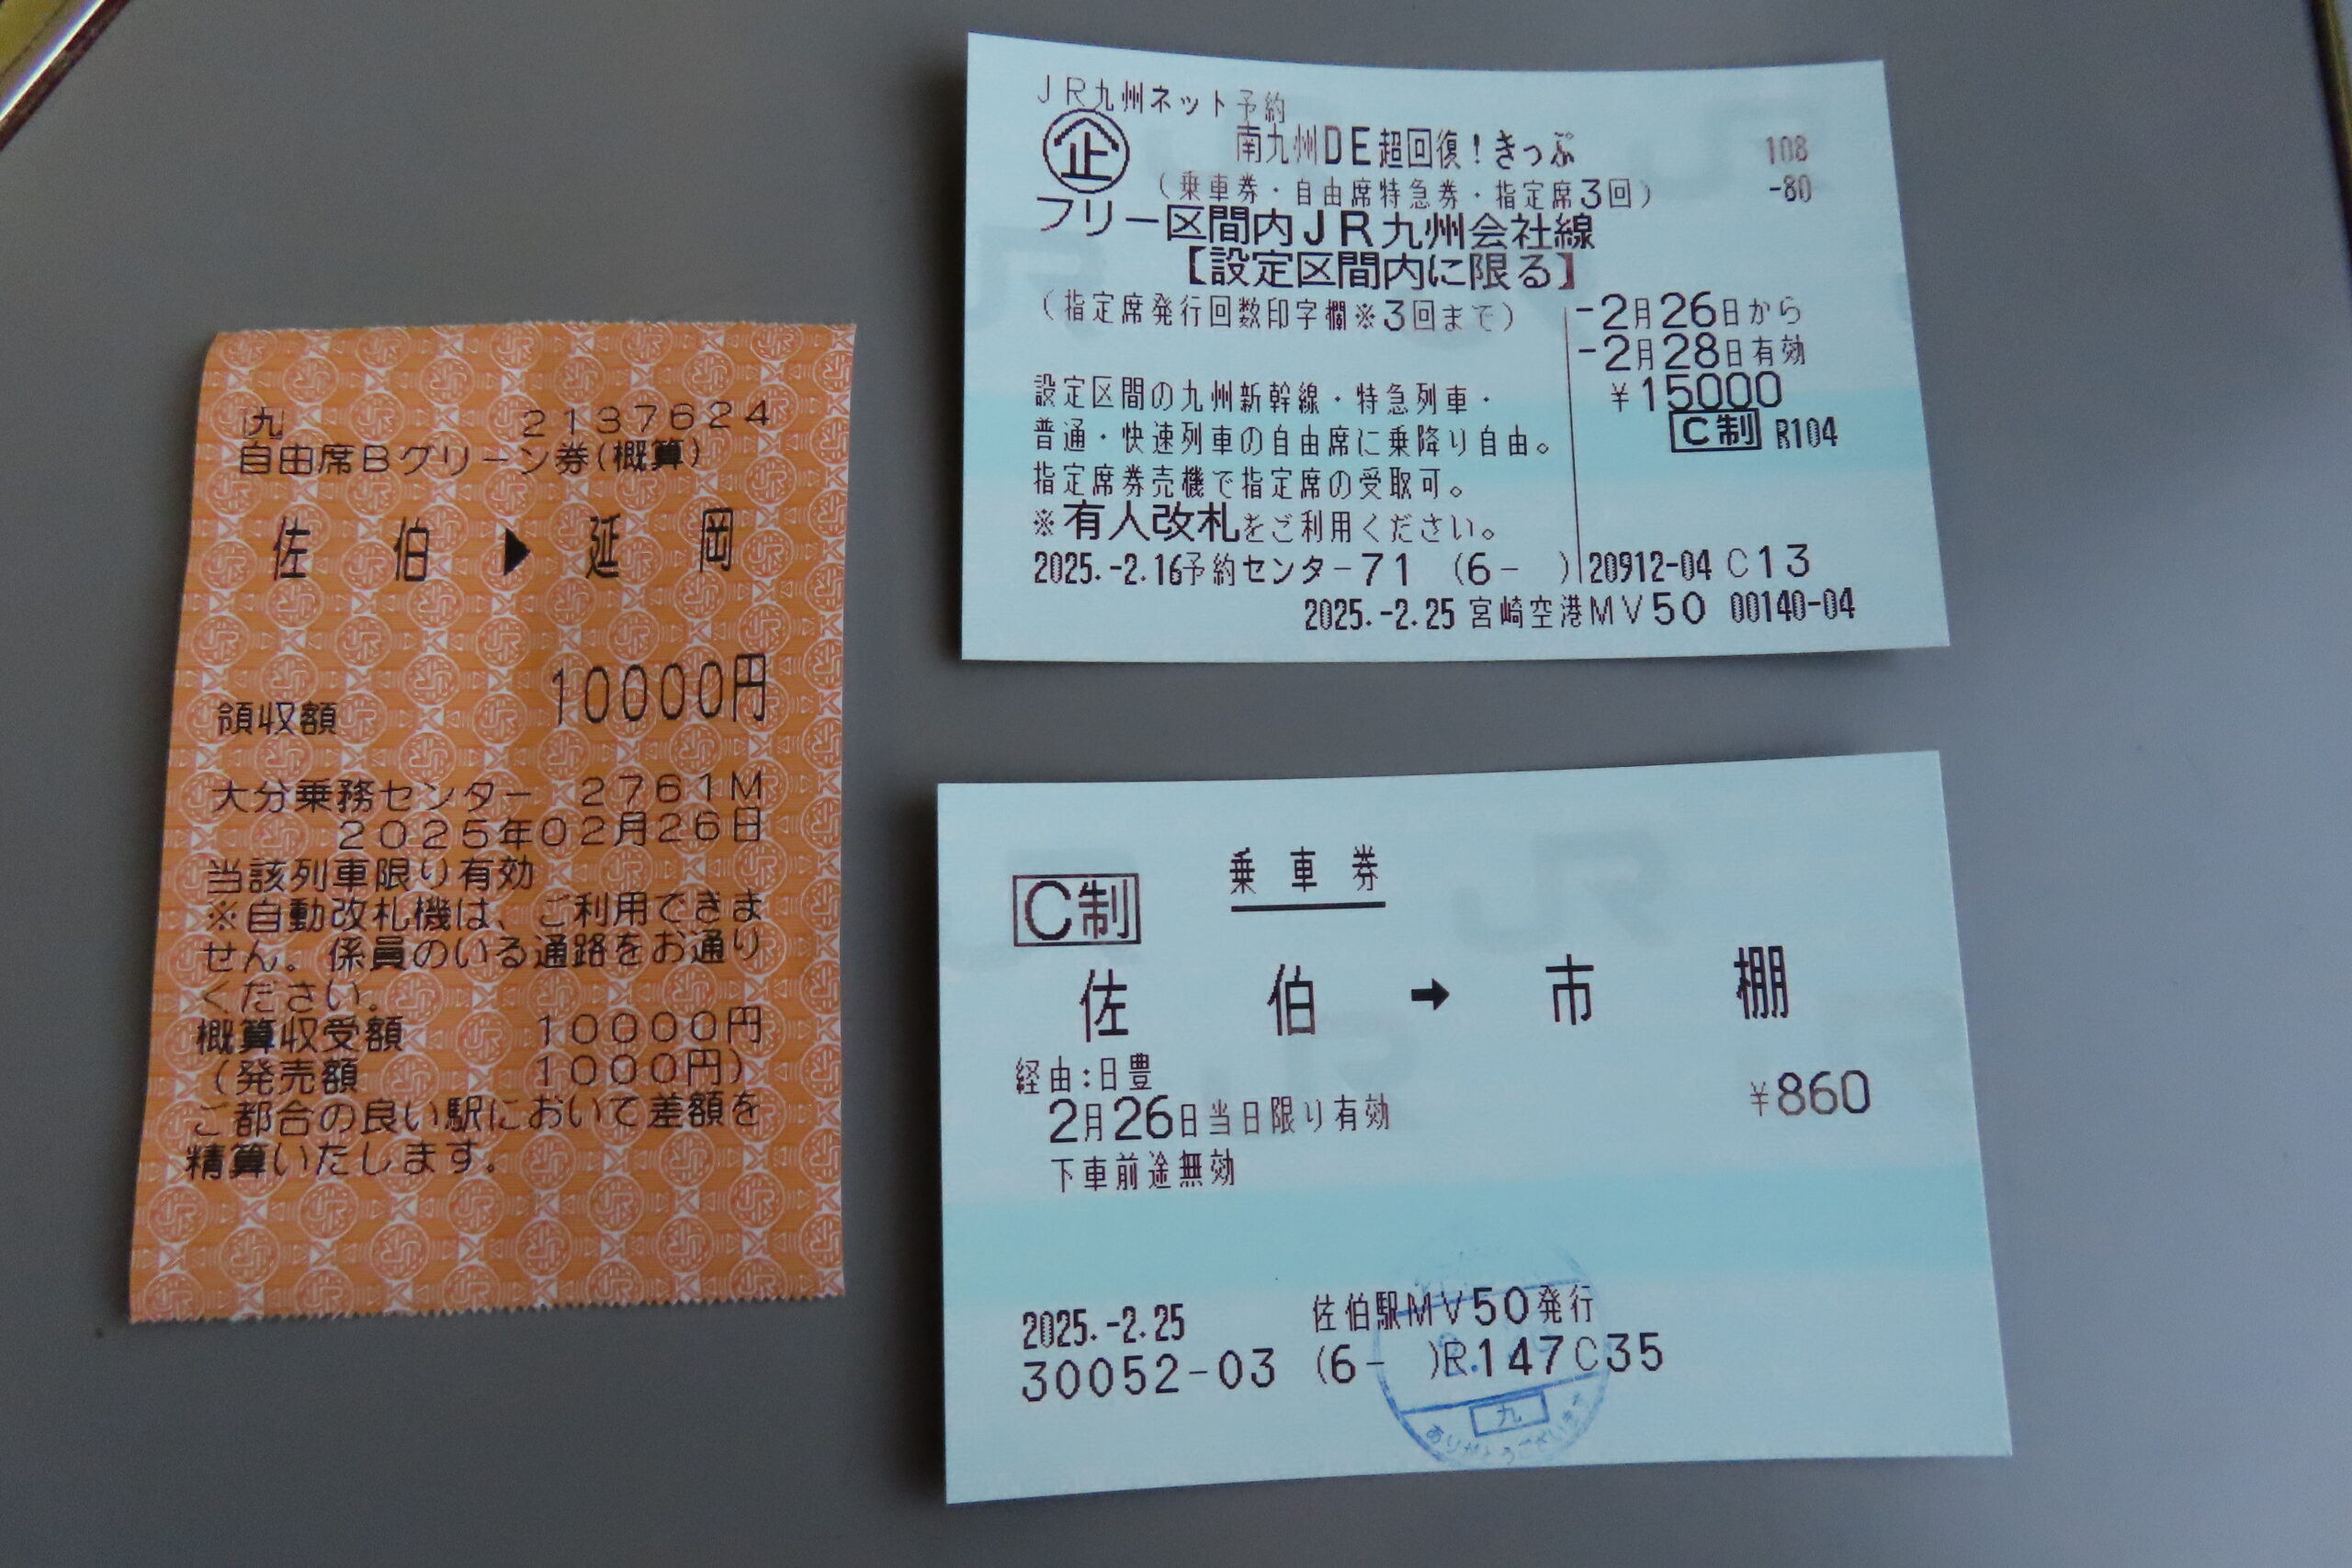 九 2137624
自由席Bグリーン券(概算)
佐伯▶延岡
領収額 10000円
大分乗務センター 2761M
2025年02月26日
当該列車限り有効
※自動改札機は、ご利用できま
せん。係員のいる通路をお通り
ください。
概算収受額 10000円
(発売額 1000円)
ご都合の良い駅において差額を
精算いたします。
JR九州ネット予約
企 南九州DE超回復!きっぷ 108
(乗車券・自由席特急券・指定席3回) -80
フリー区間内JR九州会社線
【設定区間内に限る】
(指定席発行回数印字欄※3回まで) -2月26日から
-2月28日有効
¥15000
設定区間の九州新幹線・特急列車・
C制 R104
普通・快速列車の自由席に乗降り自由。
指定席券売機で指定席の受取可。
※有人改札をご利用ください。
2025.-2.16予約センター71 (6- ) 20912-04 C13
2025.-2.25 宮崎空港MV50 00140-04
乗車券
C制
佐伯 → 市棚
経由:日豊
¥860
2月26日当日限り有効
下車前途無効
2025.-2.25 佐伯駅MV50発行
30052-03 (6- )R147C35
九
ありがとうございます